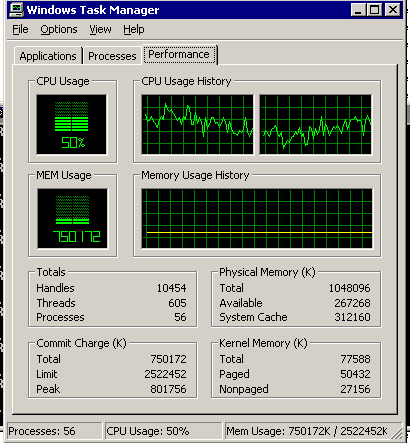 Windows Task Manager
File Options View Help
Applications Processes Performance
CPU Usage CPU Usage History
50%
MEM Usage Memory Usage History
750172
Totals
Handles 10454
Threads 605
Processes 56
Physical Memory (K)
Total 1048096
Available 267268
System Cache 312160
Commit Charge (K)
Total 750172
Limit 2522452
Peak 801756
Kernel Memory (K)
Total 77588
Paged 50432
Nonpaged 27156
Processes: 56 CPU Usage: 50% Mem Usage: 750172K / 2522452K